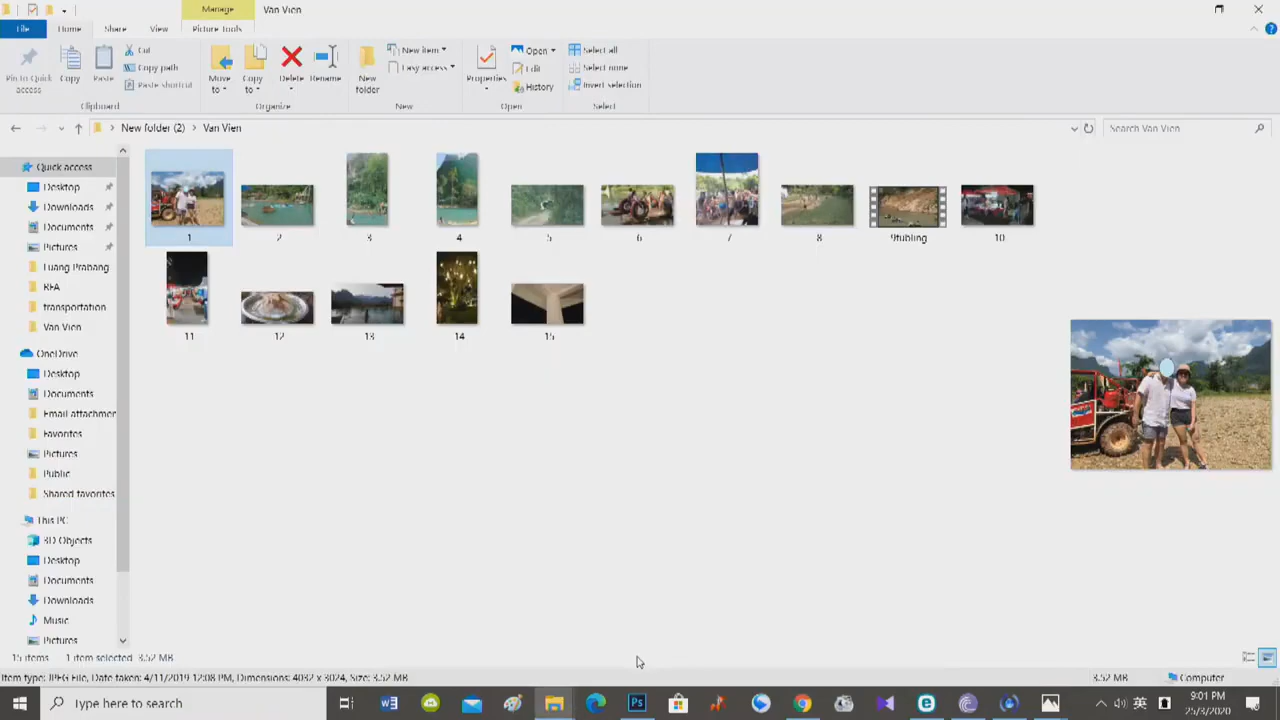 Manage
Van Vien
File
Home
Share
View
Picture Tools
Pin to Quick access
Copy
Paste
Cut
Copy path
Paste shortcut
Clipboard
Move to
Copy to
Delete
Rename
Organize
New folder
New item
Easy access
New
Properties
Open
Edit
History
Open
Select all
Select none
Invert selection
Select
New folder (2)
Van Vien
Search Van Vien
Quick access
Desktop
Downloads
Documents
Pictures
Luang Prabang
RFA
transportation
Van Vien
OneDrive
Desktop
Documents
Email attachmen
Favorites
Pictures
Public
Shared favorites
This PC
3D Objects
Desktop
Documents
Downloads
Music
Pictures
1
2
3
4
5
6
7
8
9tubling
10
11
12
13
14
15
15 items
1 item selected 3.52 MB
Item type: JPEG File, Date taken: 4/11/2019 12:08 PM, Dimensions: 4032 x 3024, Size: 3.52 MB
3.52 MB
Computer
Type here to search
英
9:01 PM
25/3/2020